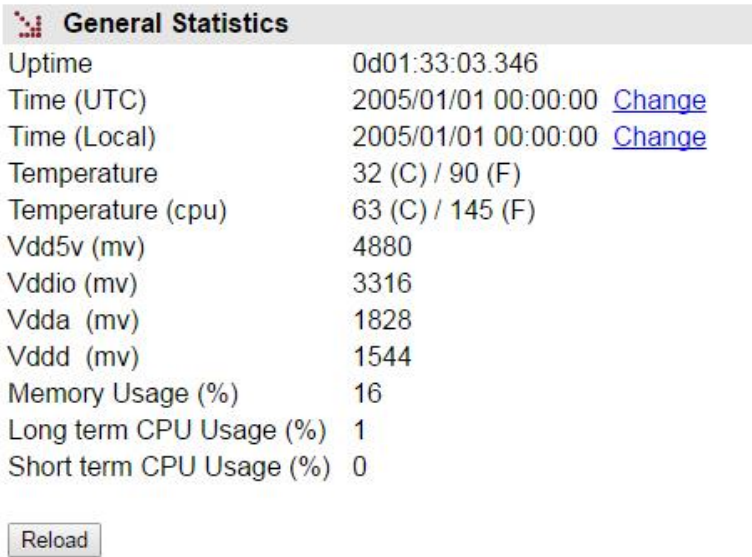 General Statistics
Uptime 0d01:33:03.346
Time (UTC) 2005/01/01 00:00:00 Change
Time (Local) 2005/01/01 00:00:00 Change
Temperature 32 (C) / 90 (F)
Temperature (cpu) 63 (C) / 145 (F)
Vdd5v (mv) 4880
Vddio (mv) 3316
Vdda (mv) 1828
Vddd (mv) 1544
Memory Usage (%) 16
Long term CPU Usage (%) 1
Short term CPU Usage (%) 0
Reload